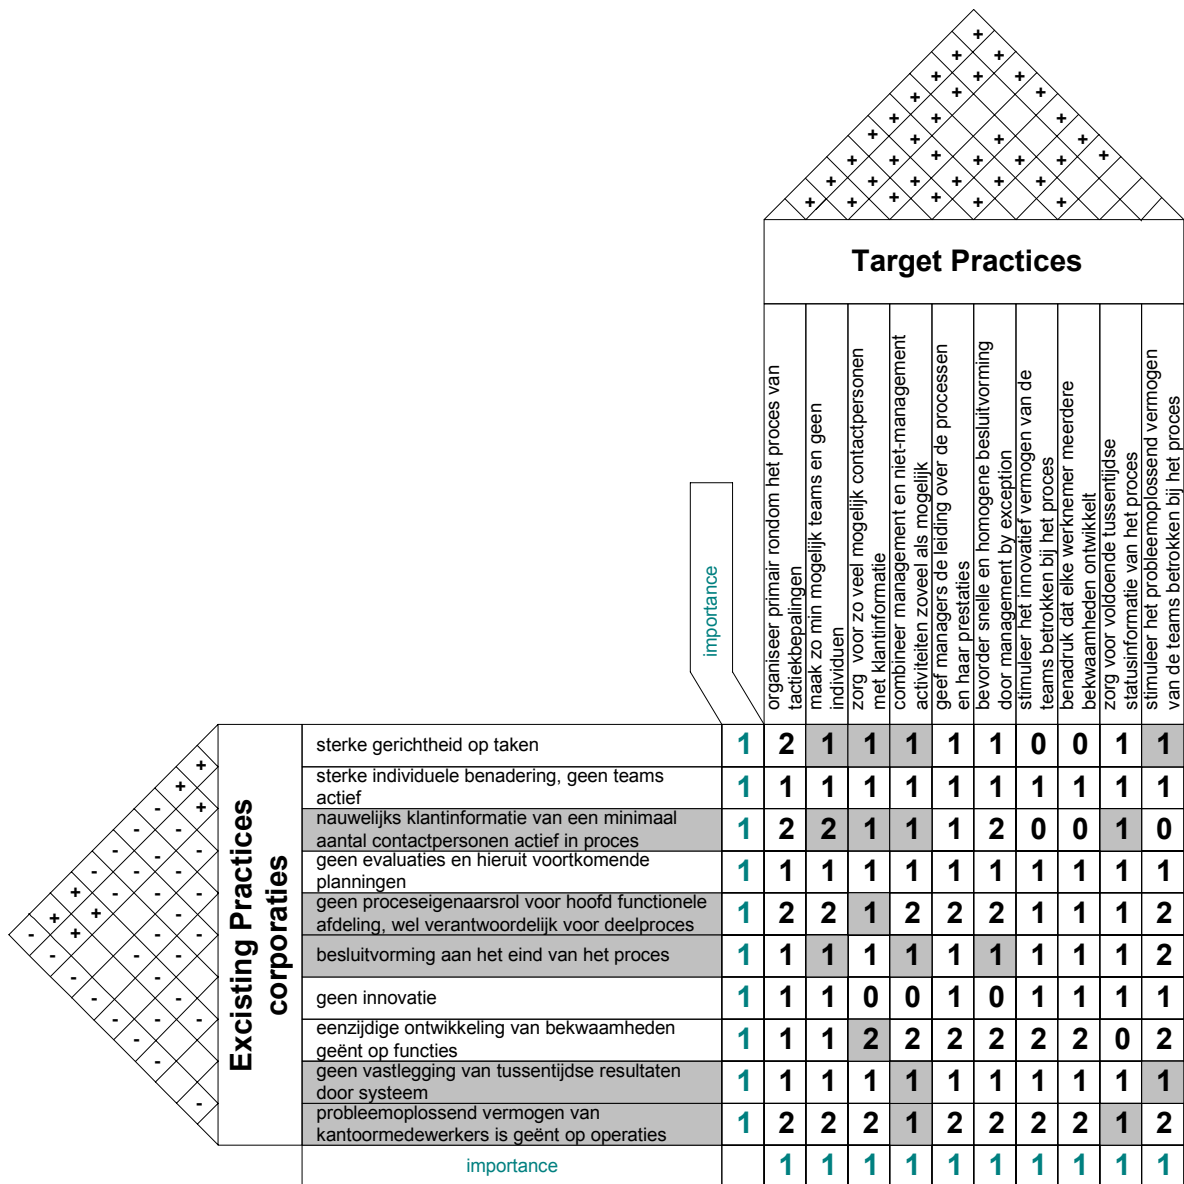 +
+ +
+ + +
+ + +
+ + +
+ + + +
+ + + + + + +
+ + + + + +
+ + + + + +
Target Practices
organiseer primair rondom het proces van
tactiekbepalingen
maak zo min mogelijk teams en geen
individuen
zorg voor zo veel mogelijk contactpersonen
met klantinformatie
combineer management en niet-management
activiteiten zoveel als mogelijk
geef managers de leiding over de processen
en haar prestaties
bevorder snelle en homogene besluitvorming
door management by exception
stimuleer het innovatief vermogen van de
teams betrokken bij het proces
benadruk dat elke werknemer meerdere
bekwaamheden ontwikkelt
zorg voor voldoende tussentijdse
statusinformatie van het proces
stimuleer het probleemoplossend vermogen
van de teams betrokken bij het proces
importance
+
+
- +
- -
- - -
- -
+ - -
+ +
- +
-
-
-
- -
-
-
-
Excisting Practices
corporaties
sterke gerichtheid op taken
1 2 1 1 1 1 1 0 0 1 1
sterke individuele benadering, geen teams
actief
1 1 1 1 1 1 1 1 1 1 1
nauwelijks klantinformatie van een minimaal
aantal contactpersonen actief in proces
1 2 2 1 1 1 2 0 0 1 0
geen evaluaties en hieruit voortkomende
planningen
1 1 1 1 1 1 1 1 1 1 1
geen proceseigenaarsrol voor hoofd functionele
afdeling, wel verantwoordelijk voor deelproces
1 2 2 1 2 2 2 1 1 1 2
besluitvorming aan het eind van het proces
1 1 1 1 1 1 1 1 1 1 2
geen innovatie
1 1 1 0 0 1 0 1 1 1 1
eenzijdige ontwikkeling van bekwaamheden
geënt op functies
1 1 1 2 2 2 2 2 2 0 2
geen vastlegging van tussentijdse resultaten
door systeem
1 1 1 1 1 1 1 1 1 1 1
probleemoplossend vermogen van
kantoormedewerkers is geënt op operaties
1 2 2 2 1 2 2 2 2 1 2
importance
1 1 1 1 1 1 1 1 1 1